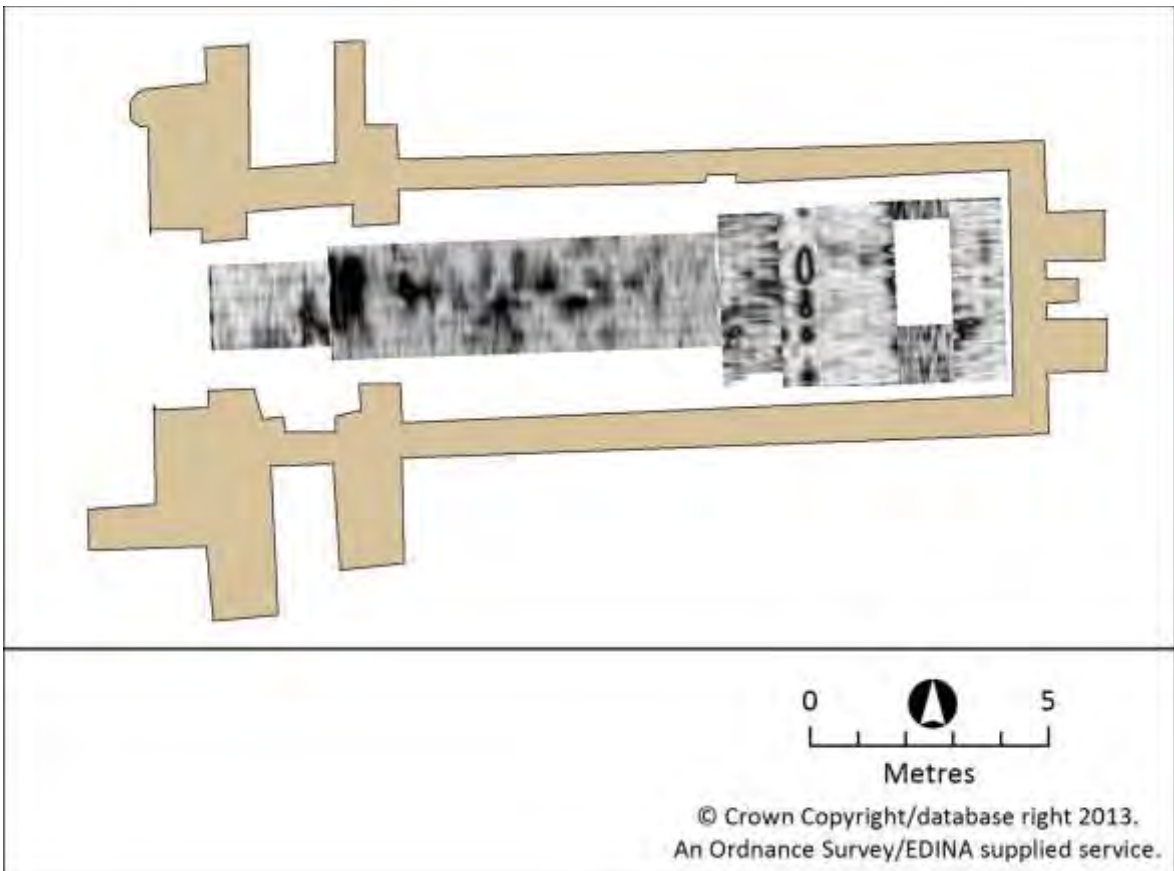 0 5
Metres
© Crown Copyright/database right 2013.
An Ordnance Survey/EDINA supplied service.